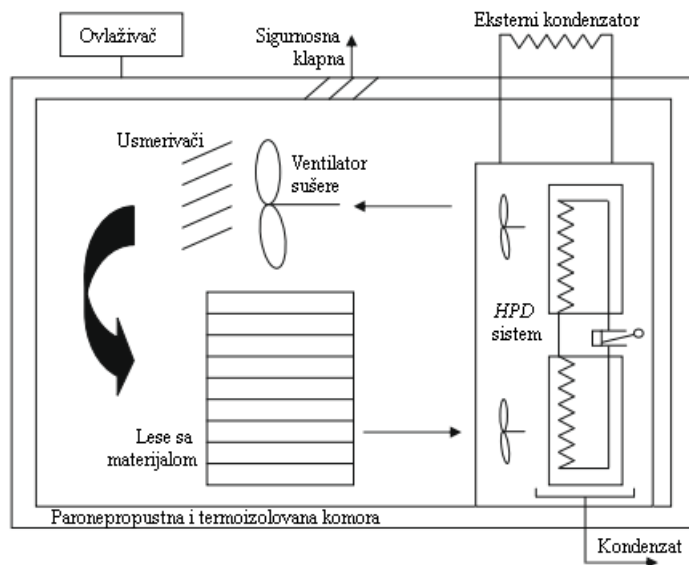 Ovlaživač
Sigurnosna
klapna
Eksterni kondenzator
Usmerivači
Ventilator
sušere
HPD
sistem
Lese sa
materijalom
Paronepropustna i termoizolovana komora
Kondenzat